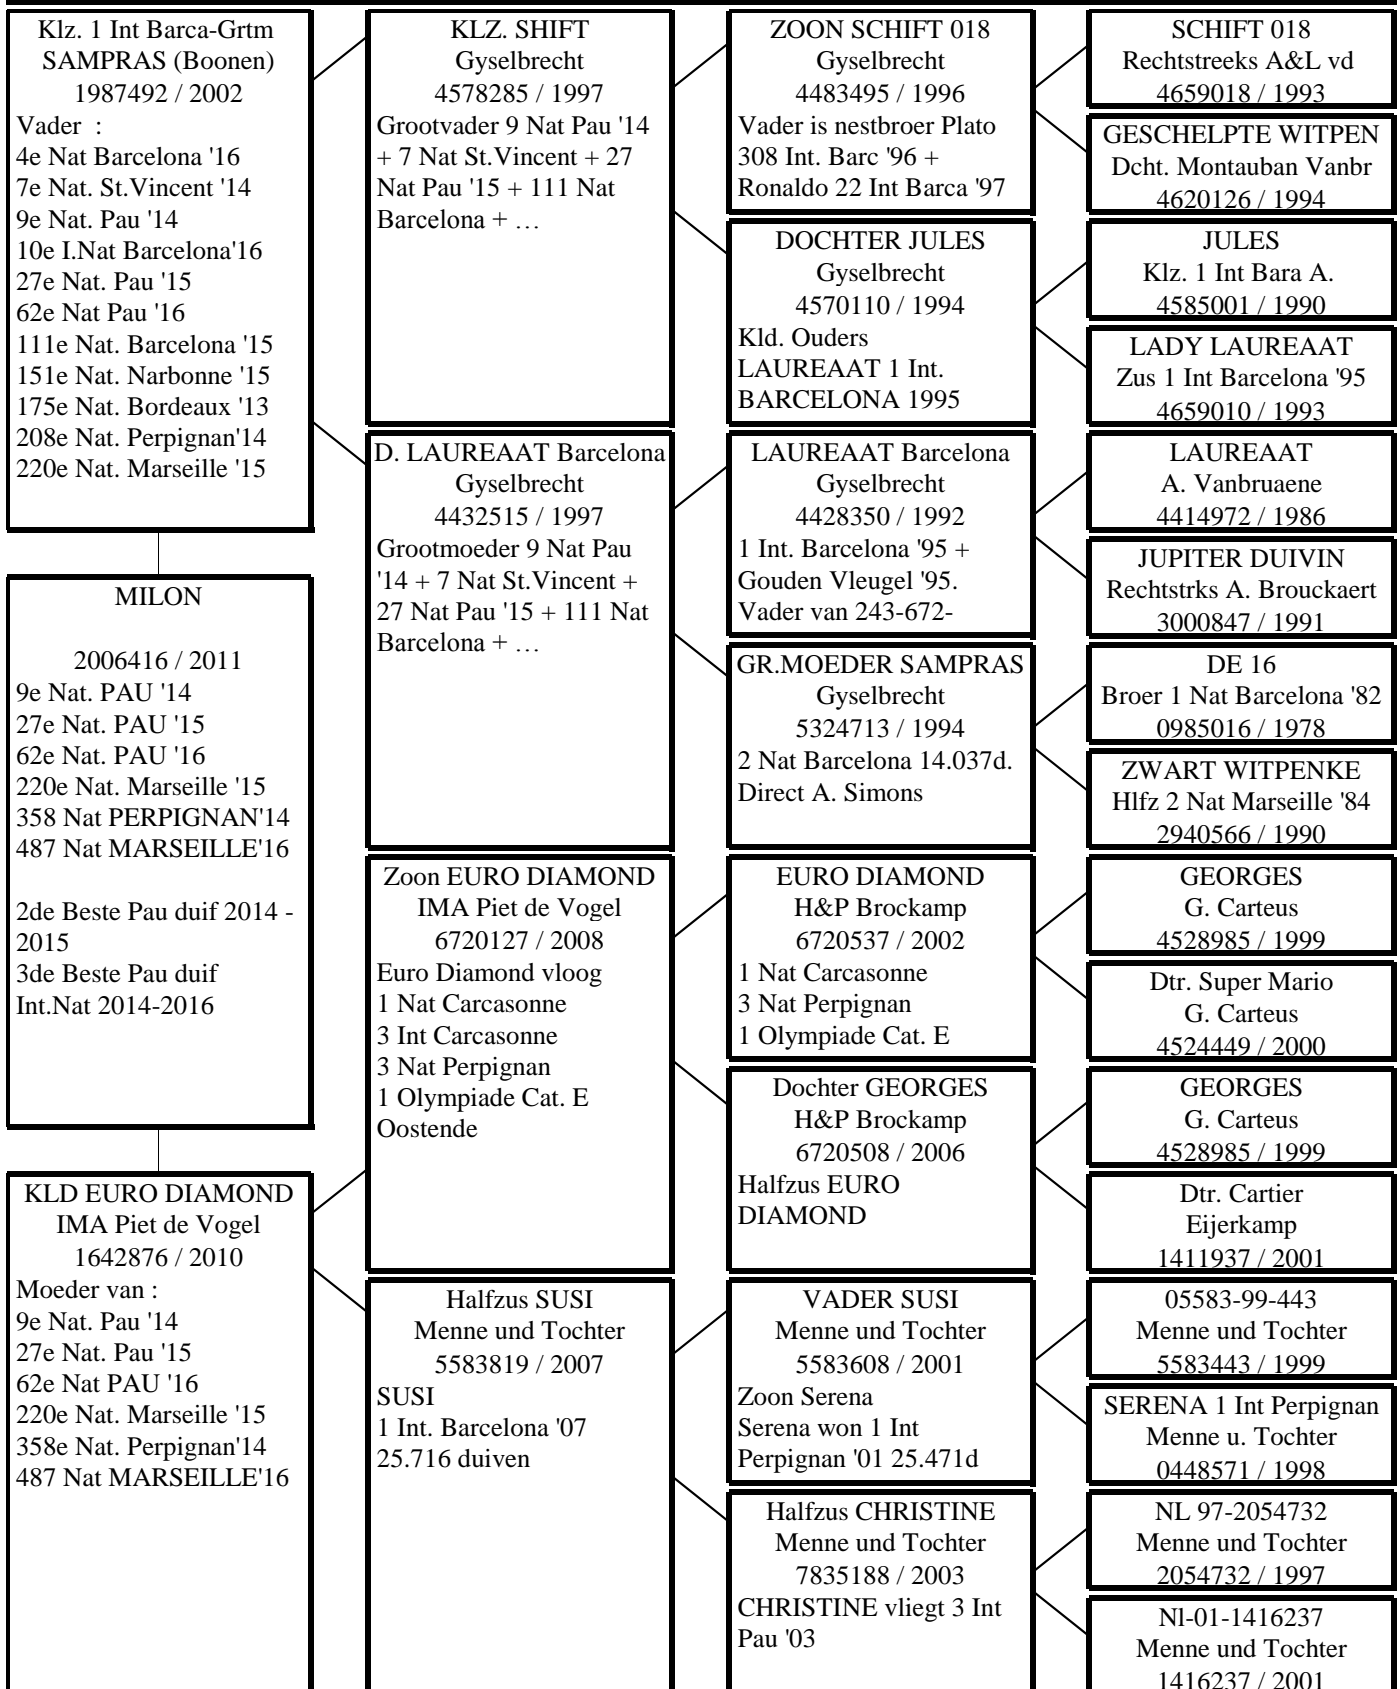 Klz. 1 Int Barca-Grtm
SAMPRAS (Boonen)
1987492 / 2002
Vader :
4e Nat Barcelona '16
7e Nat. St.Vincent '14
9e Nat. Pau '14
10e I.Nat Barcelona'16
27e Nat. Pau '15
62e Nat Pau '16
111e Nat. Barcelona '15
151e Nat. Narbonne '15
175e Nat. Bordeaux '13
208e Nat. Perpignan'14
220e Nat. Marseille '15
MILON
2006416 / 2011
9e Nat. PAU '14
27e Nat. PAU '15
62e Nat. PAU '16
220e Nat. Marseille '15
358 Nat PERPIGNAN'14
487 Nat MARSEILLE'16
2de Beste Pau duif 2014 -
2015
3de Beste Pau duif
Int.Nat 2014-2016
KLD EURO DIAMOND
IMA Piet de Vogel
1642876 / 2010
Moeder van :
9e Nat. Pau '14
27e Nat. Pau '15
62e Nat PAU '16
220e Nat. Marseille '15
358e Nat. Perpignan'14
487 Nat MARSEILLE'16
KLZ. SHIFT
Gyselbrecht
4578285 / 1997
Grootvader 9 Nat Pau '14
+ 7 Nat St.Vincent + 27
Nat Pau '15 + 111 Nat
Barcelona + …
D. LAUREAAT Barcelona
Gyselbrecht
4432515 / 1997
Grootmoeder 9 Nat Pau
'14 + 7 Nat St.Vincent +
27 Nat Pau '15 + 111 Nat
Barcelona + …
Zoon EURO DIAMOND
IMA Piet de Vogel
6720127 / 2008
Euro Diamond vloog
1 Nat Carcasonne
3 Int Carcasonne
3 Nat Perpignan
1 Olympiade Cat. E
Oostende
Halfzus SUSI
Menne und Tochter
5583819 / 2007
SUSI
1 Int. Barcelona '07
25.716 duiven
ZOON SCHIFT 018
Gyselbrecht
4483495 / 1996
Vader is nestbroer Plato
308 Int. Barc '96 +
Ronaldo 22 Int Barca '97
DOCHTER JULES
Gyselbrecht
4570110 / 1994
Kld. Ouders
LAUREAAT 1 Int.
BARCELONA 1995
LAUREAAT Barcelona
Gyselbrecht
4428350 / 1992
1 Int. Barcelona '95 +
Gouden Vleugel '95.
Vader van 243-672-
GR.MOEDER SAMPRAS
Gyselbrecht
5324713 / 1994
2 Nat Barcelona 14.037d.
Direct A. Simons
EURO DIAMOND
H&P Brockamp
6720537 / 2002
1 Nat Carcasonne
3 Nat Perpignan
1 Olympiade Cat. E
Dochter GEORGES
H&P Brockamp
6720508 / 2006
Halfzus EURO
DIAMOND
VADER SUSI
Menne und Tochter
5583608 / 2001
Zoon Serena
Serena won 1 Int
Perpignan '01 25.471d
Halfzus CHRISTINE
Menne und Tochter
7835188 / 2003
CHRISTINE vliegt 3 Int
Pau '03
SCHIFT 018
Rechtstreeks A&L vd
4659018 / 1993
GESCHELPTE WITPEN
Dcht. Montauban Vanbr
4620126 / 1994
JULES
Klz. 1 Int Bara A.
4585001 / 1990
LADY LAUREAAT
Zus 1 Int Barcelona '95
4659010 / 1993
LAUREAAT
A. Vanbruaene
4414972 / 1986
JUPITER DUIVIN
Rechtstrks A. Brouckaert
3000847 / 1991
DE 16
Broer 1 Nat Barcelona '82
0985016 / 1978
ZWART WITPENKE
Hlfz 2 Nat Marseille '84
2940566 / 1990
GEORGES
G. Carteus
4528985 / 1999
Dtr. Super Mario
G. Carteus
4524449 / 2000
GEORGES
G. Carteus
4528985 / 1999
Dtr. Cartier
Eijerkamp
1411937 / 2001
05583-99-443
Menne und Tochter
5583443 / 1999
SERENA 1 Int Perpignan
Menne u. Tochter
0448571 / 1998
NL 97-2054732
Menne und Tochter
2054732 / 1997
Nl-01-1416237
Menne und Tochter
1416237 / 2001